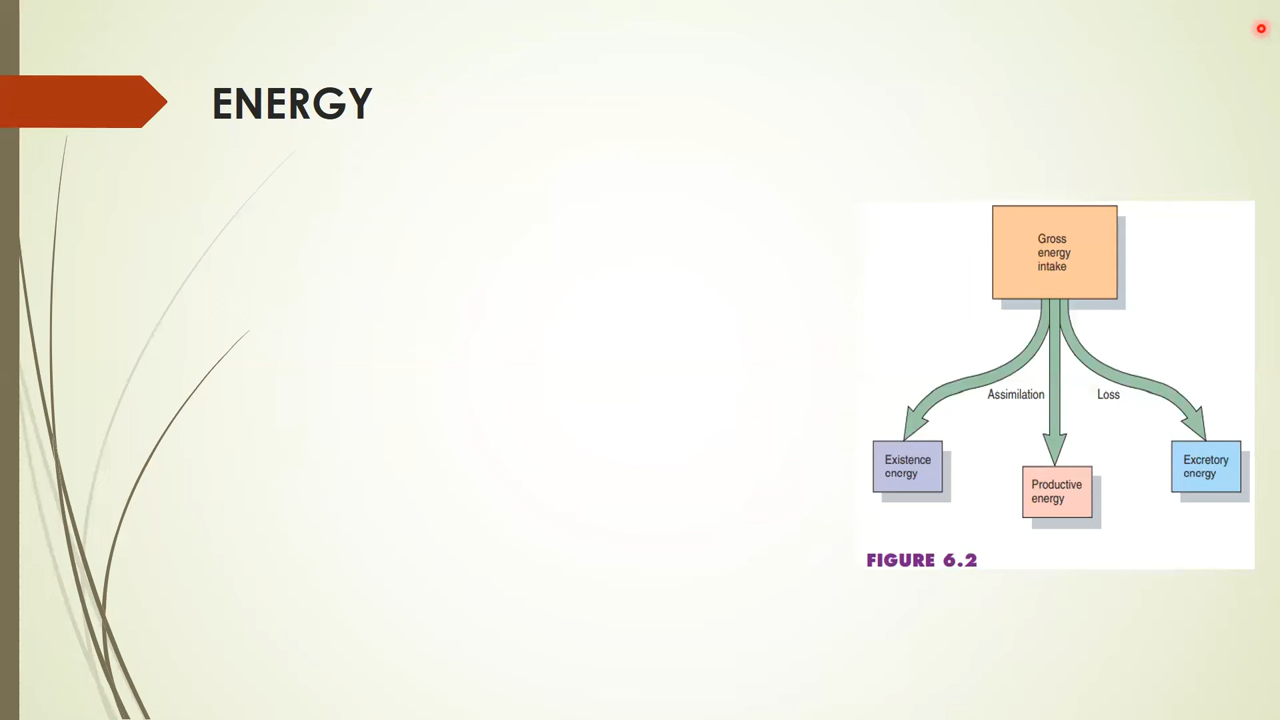 ENERGY
Gross
energy
intake
Assimilation
Loss
Existence
energy
Productive
energy
Excretory
energy
FIGURE 6.2